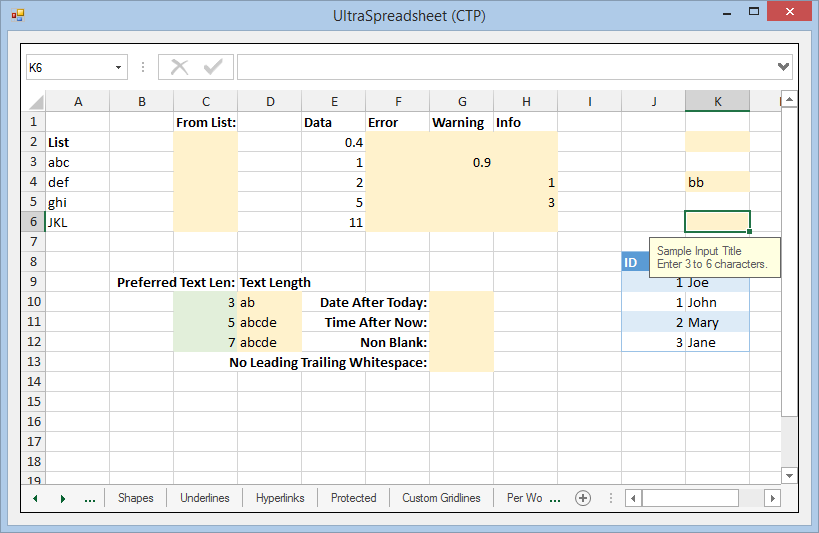 UltraSpreadsheet (CTP)
K6
A B C D E F G H I J K
1 From List: Data Error Warning Info
2 List 0.4
3 abc 1 0.9
4 def 2 1 bb
5 ghi 5 3
6 JKL 11
7
Sample Input Title
Enter 3 to 6 characters.
8 ID
9 Preferred Text Len: Text Length 1 Joe
10 3 ab Date After Today: 1 John
11 5 abcde Time After Now: 2 Mary
12 7 abcde Non Blank: 3 Jane
13 No Leading Trailing Whitespace:
14
15
16
17
18
19
... Shapes Underlines Hyperlinks Protected Custom Gridlines Per Wo ...